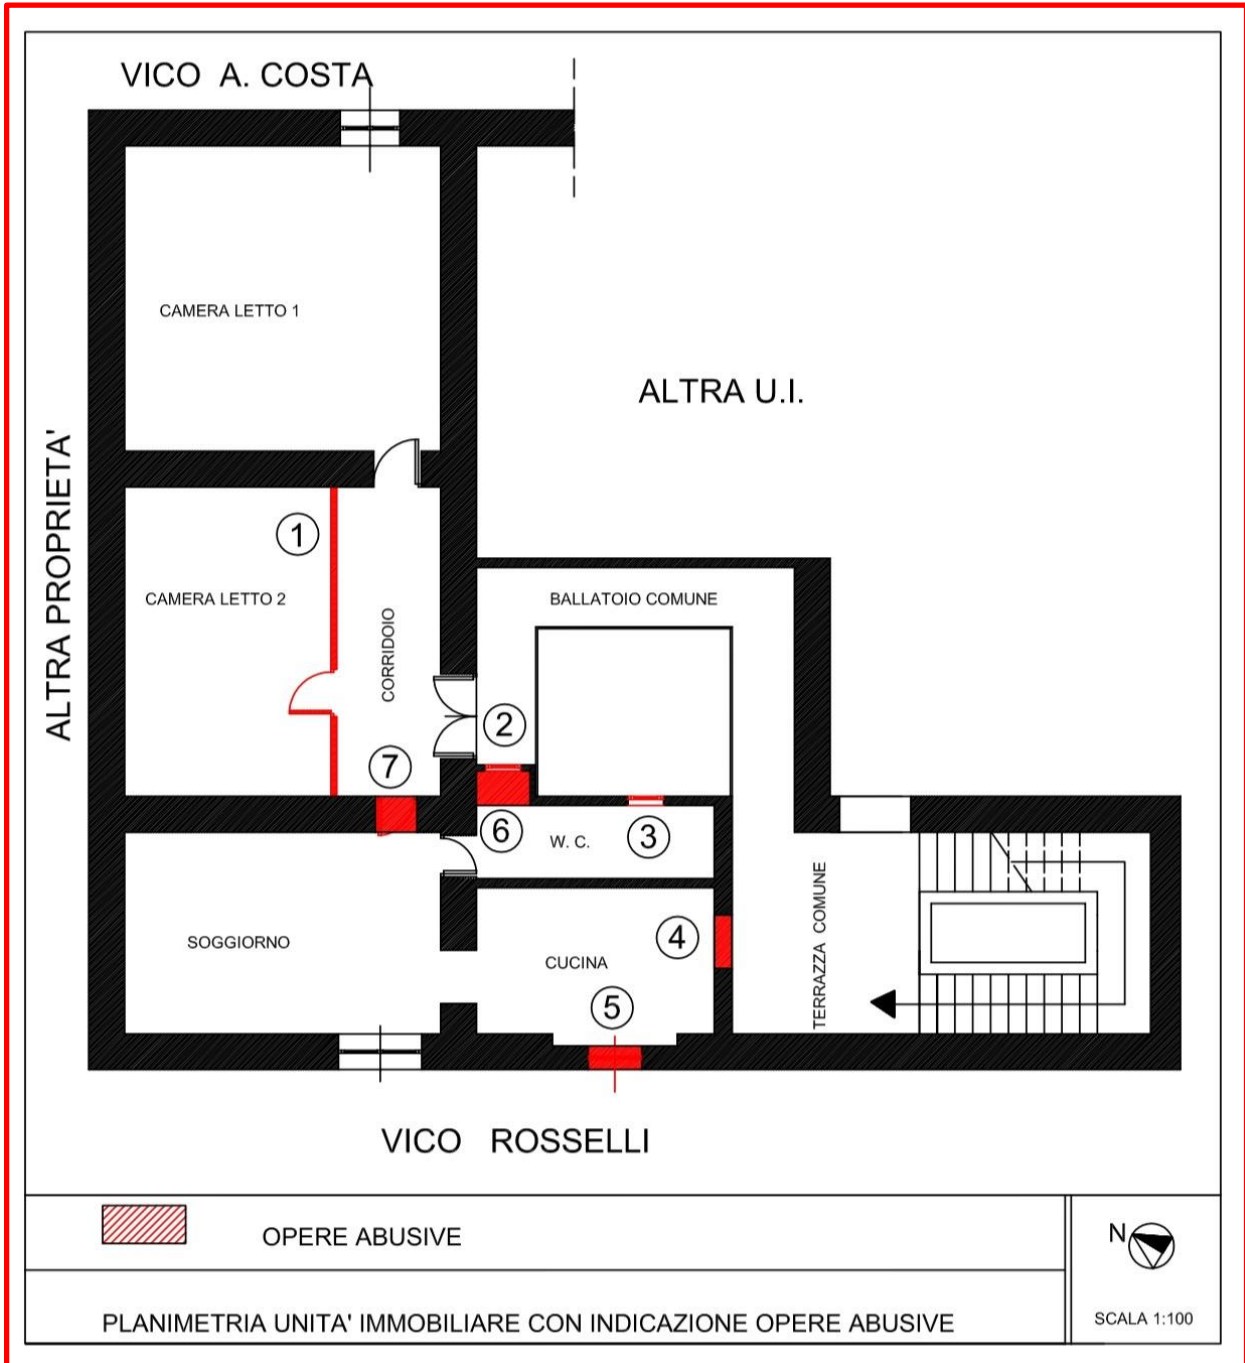 VICO A. COSTA
CAMERA LETTO 1
ALTRA U.I.
ALTRA PROPRIETA'
1
CAMERA LETTO 2
BALLATOIO COMUNE
CORRIDOIO
2
7
6
W. C.
3
TERRAZZA COMUNE
SOGGIORNO
4
CUCINA
5
VICO ROSSELLI
OPERE ABUSIVE
N
PLANIMETRIA UNITA' IMMOBILIARE CON INDICAZIONE OPERE ABUSIVE
SCALA 1:100